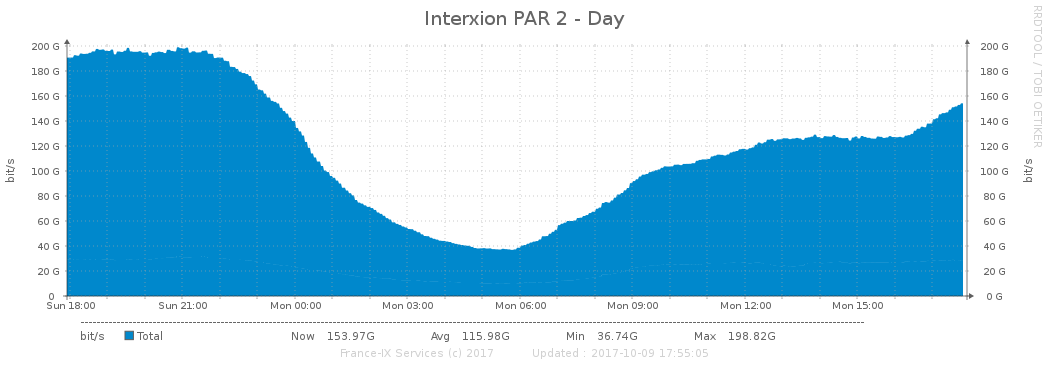 Interxion PAR 2 - Day
RRDTOOL / TOBI OETIKER
200 G 200 G
180 G 180 G
160 G 160 G
140 G 140 G
120 G 120 G
100 G 100 G
80 G 80 G
60 G 60 G
40 G 40 G
20 G 20 G
0 0 G
bit/s bit/s
Sun 18:00 Sun 21:00 Mon 00:00 Mon 03:00 Mon 06:00 Mon 09:00 Mon 12:00 Mon 15:00
bit/s Total Now 153.97G Avg 115.98G Min 36.74G Max 198.82G
France-IX Services (c) 2017 Updated : 2017-10-09 17:55:05